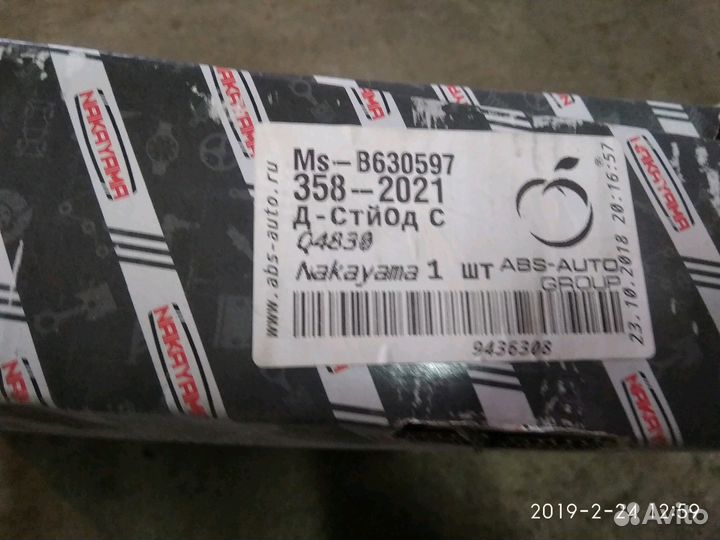 NAKAYAMA
NAKAYAMA
NAKAYAMA
NAKAYAMA
NAKAYAMA
www.abs-auto.ru
Ms-B630597
358-2021
Д-СтЙОд С
Q4830
Nakayama 1 шт
ABS-AUTO
GROUP
®
9436308
23.10.2018 20:16:57
2019-2-24 12:59
Avito